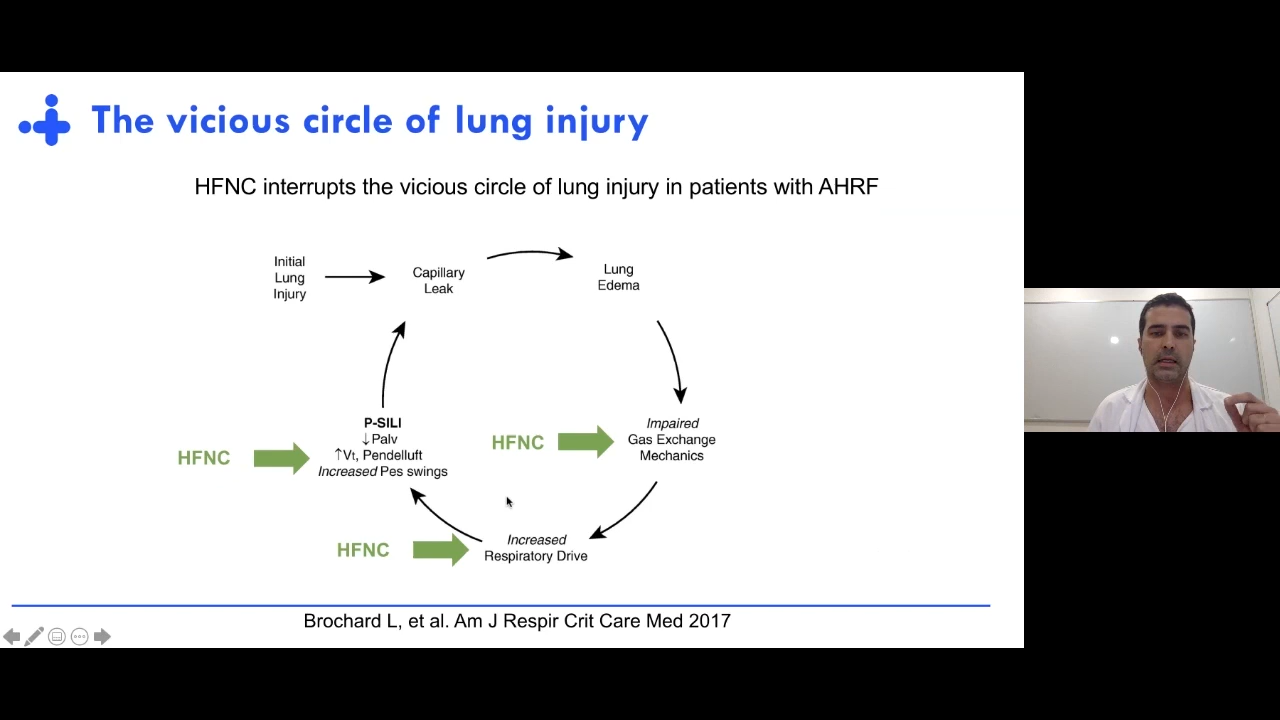 The vicious circle of lung injury
HFNC interrupts the vicious circle of lung injury in patients with AHRF
Initial
Lung
Injury
Capillary
Leak
Lung
Edema
P-SILI
↓Palv
↑Vt, Pendelluft
Increased Pes swings
HFNC
HFNC
Impaired
Gas Exchange
Mechanics
HFNC
Increased
Respiratory Drive
Brochard L, et al. Am J Respir Crit Care Med 2017